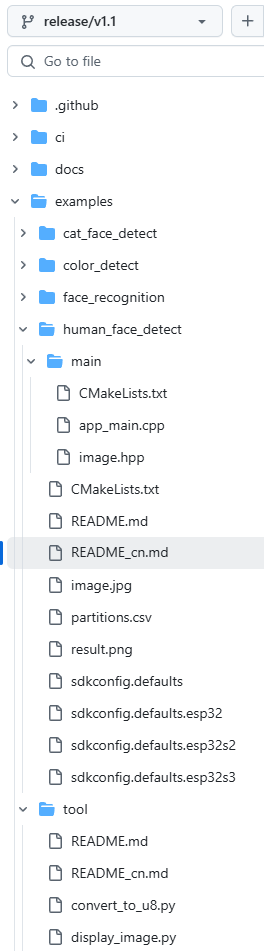 release/v1.1
Go to file
.github
ci
docs
examples
cat_face_detect
color_detect
face_recognition
human_face_detect
main
CMakeLists.txt
app_main.cpp
image.hpp
CMakeLists.txt
README.md
README_cn.md
image.jpg
partitions.csv
result.png
sdkconfig.defaults
sdkconfig.defaults.esp32
sdkconfig.defaults.esp32s2
sdkconfig.defaults.esp32s3
tool
README.md
README_cn.md
convert_to_u8.py
display_image.py